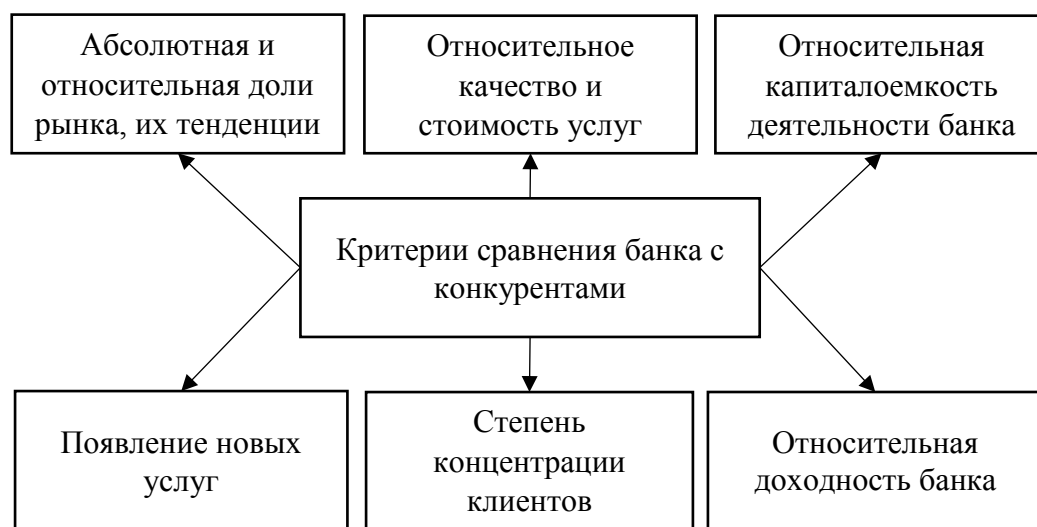 Абсолютная и
относительная доли
рынка, их тенденции
Относительное
качество и
стоимость услуг
Относительная
капиталоемкость
деятельности банка
Критерии сравнения банка с
конкурентами
Появление новых
услуг
Степень
концентрации
клиентов
Относительная
доходность банка